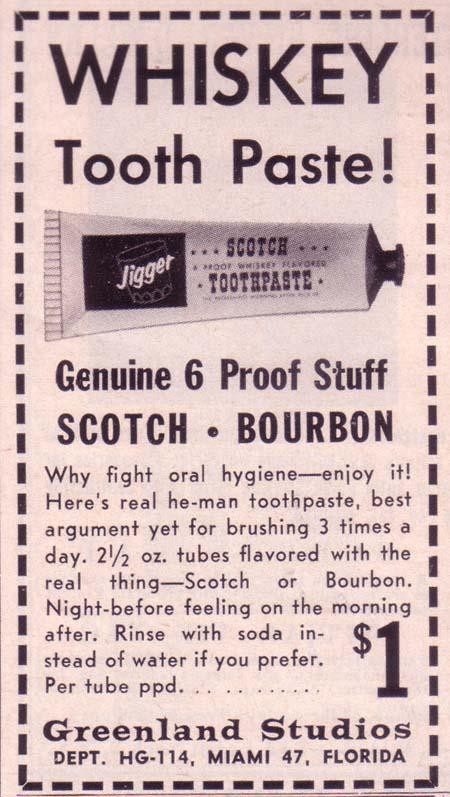 WHISKEY
Tooth Paste!
Jigger
SCOTCH
PROOF WHISKEY FLAVORED
TOOTHPASTE
Genuine 6 Proof Stuff
SCOTCH • BOURBON
Why fight oral hygiene—enjoy it!
Here's real he-man toothpaste, best
argument yet for brushing 3 times a
day. 2½ oz. tubes flavored with the
real thing—Scotch or Bourbon.
Night-before feeling on the morning
after. Rinse with soda in-
stead of water if you prefer.
Per tube ppd. . . . . . . . . . . . .
$1
Greenland Studios
DEPT. HG-114, MIAMI 47, FLORIDA